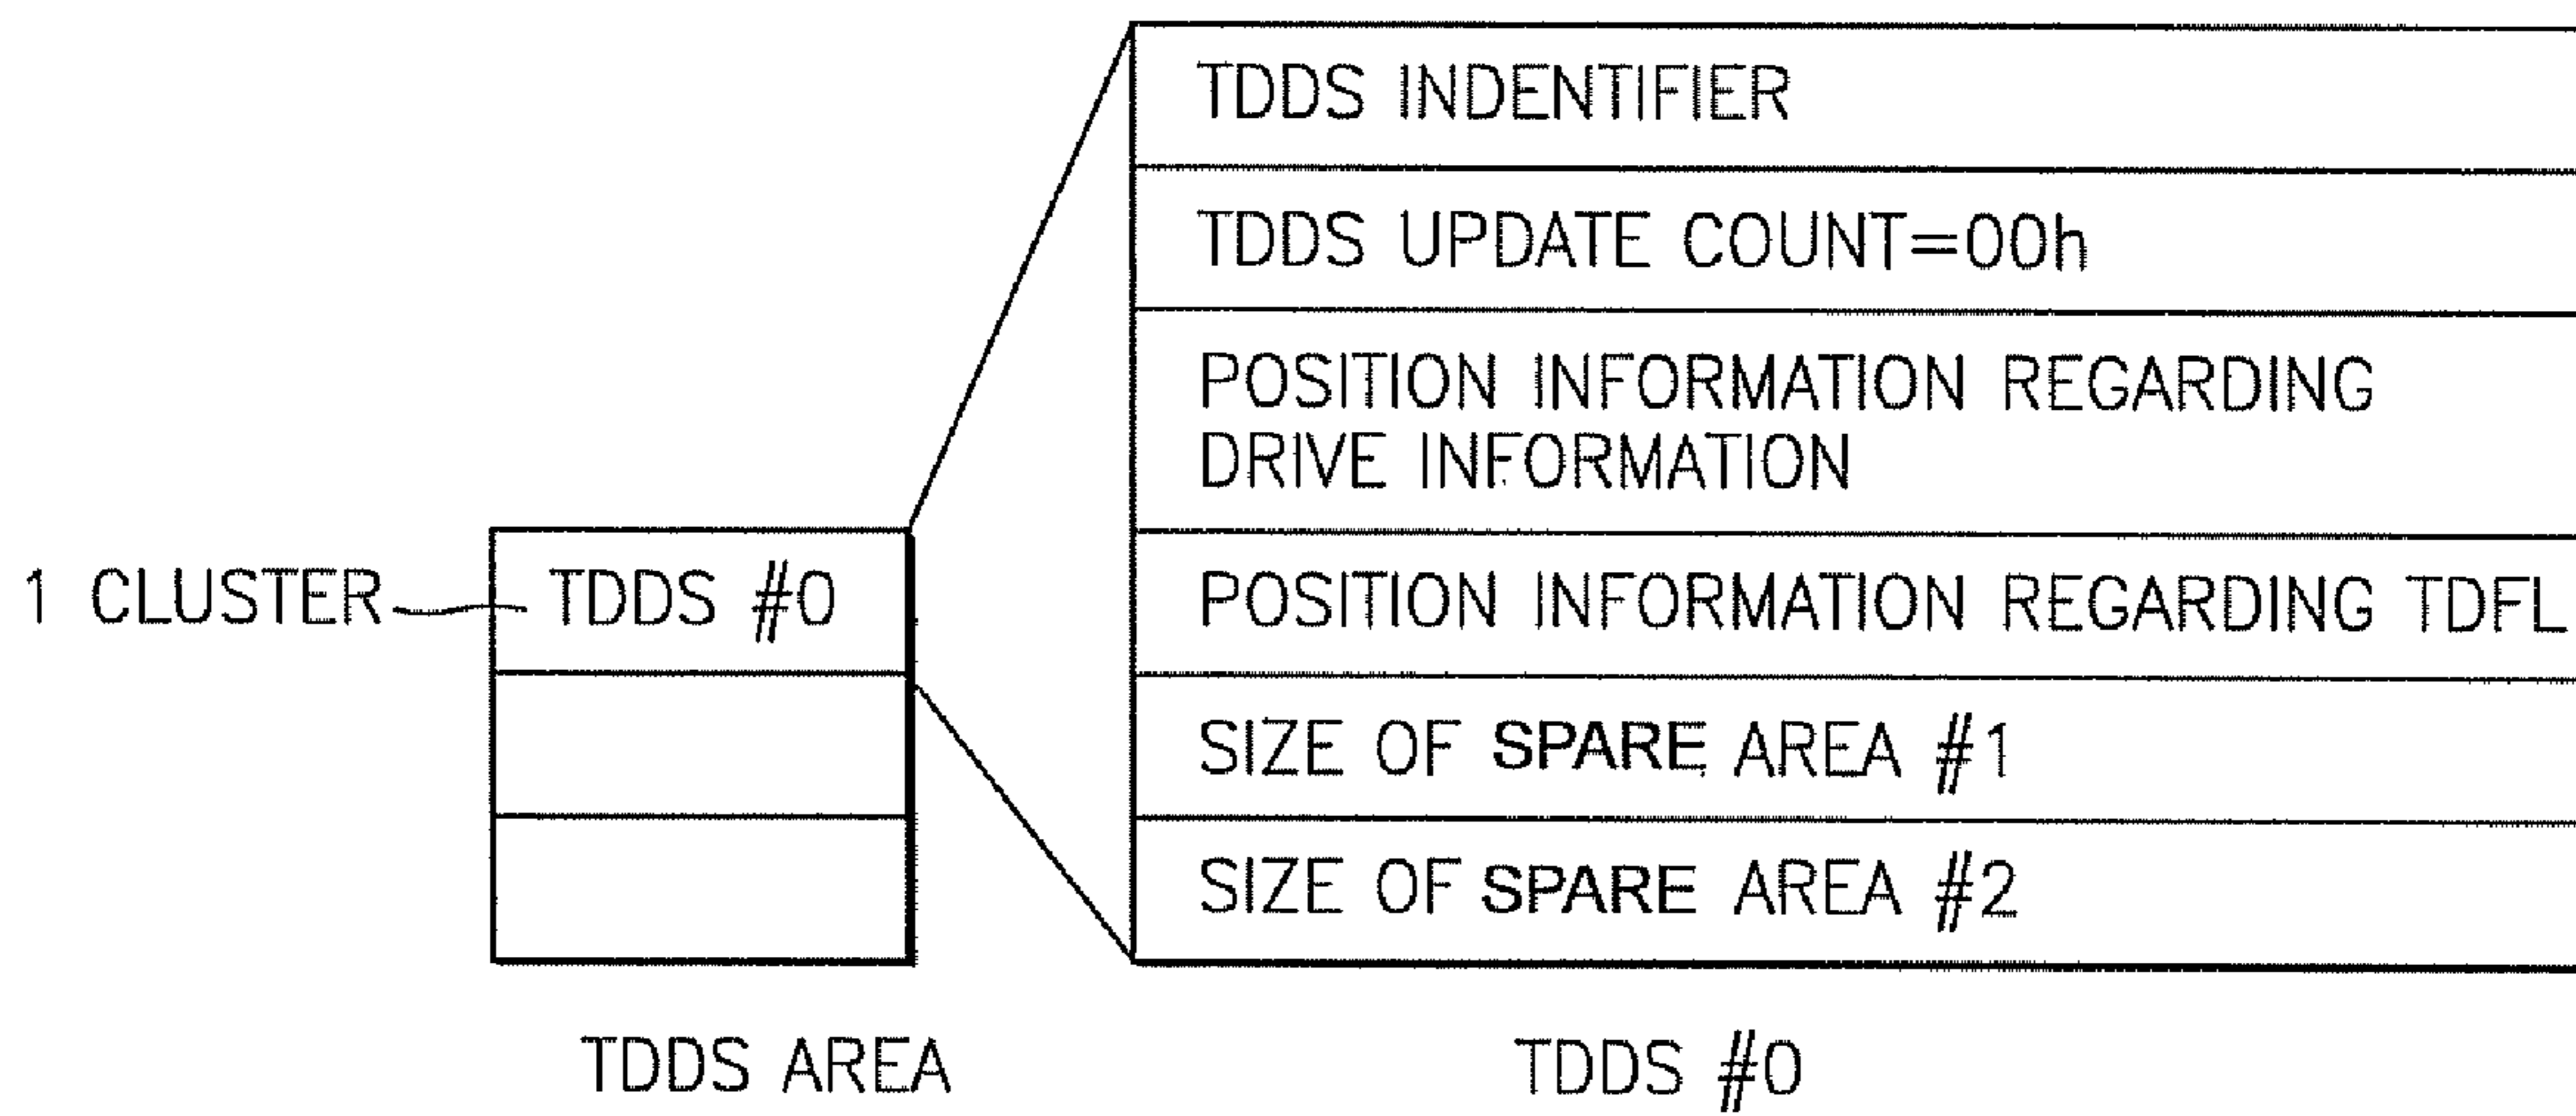 TDDS INDENTIFIER
TDDS UPDATE COUNT=00h
POSITION INFORMATION REGARDING
DRIVE INFORMATION
1 CLUSTER
TDDS #0
POSITION INFORMATION REGARDING TDFL
SIZE OF SPARE AREA #1
SIZE OF SPARE AREA #2
TDDS AREA
TDDS #0